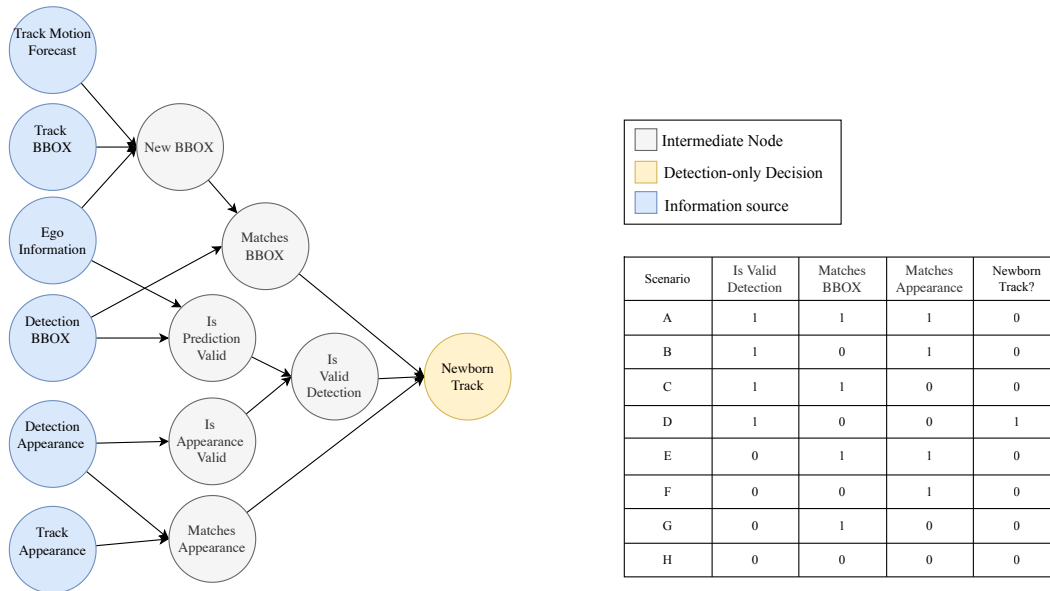 Track Motion
Forecast
Track
BBOX
New BBOX
Ego
Information
Matches
BBOX
Detection
BBOX
Is
Prediction
Valid
Is
Valid
Detection
Newborn
Track
Detection
Appearance
Is
Appearance
Valid
Track
Appearance
Matches
Appearance
Intermediate Node
Detection-only Decision
Information source
Scenario Is Valid Detection Matches BBOX Matches Appearance Newborn Track?
A 1 1 1 0
B 1 0 1 0
C 1 1 0 0
D 1 0 0 1
E 0 1 1 0
F 0 0 1 0
G 0 1 0 0
H 0 0 0 0